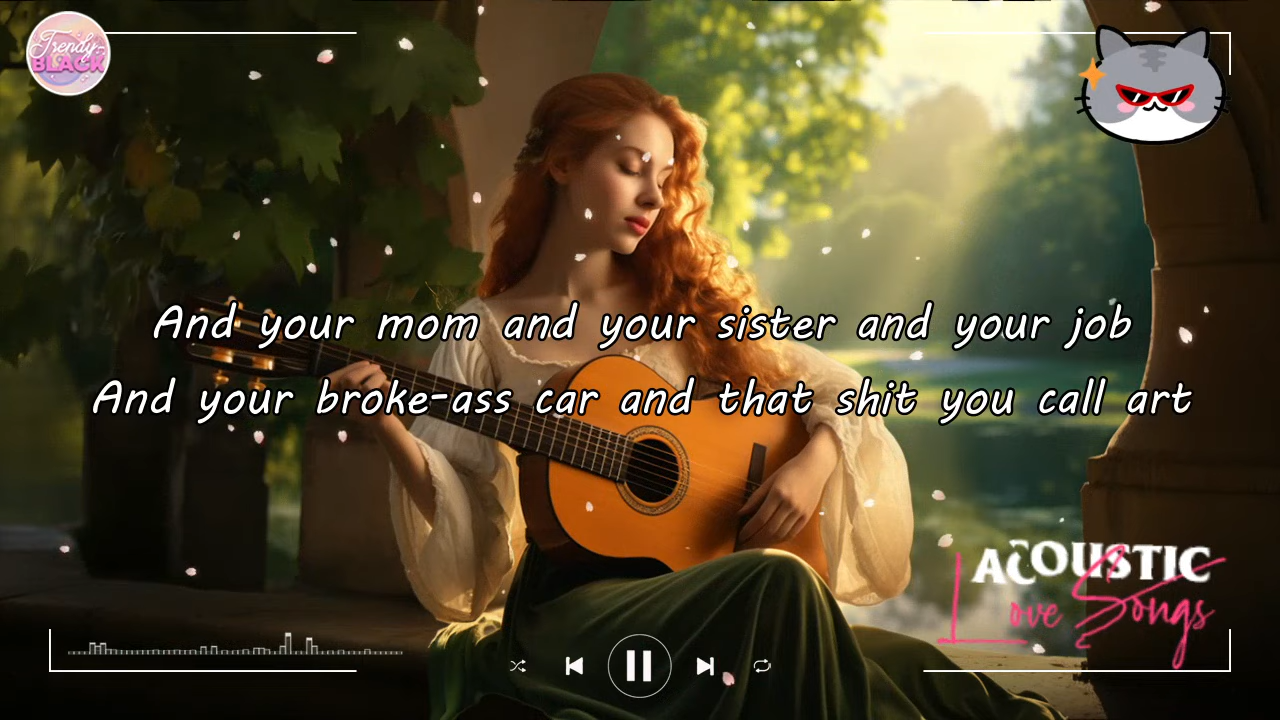 Trendy
BLACK
And your mom and your sister and your job
And your broke-ass car and that shit you call art
ACOUSTIC
Love Songs